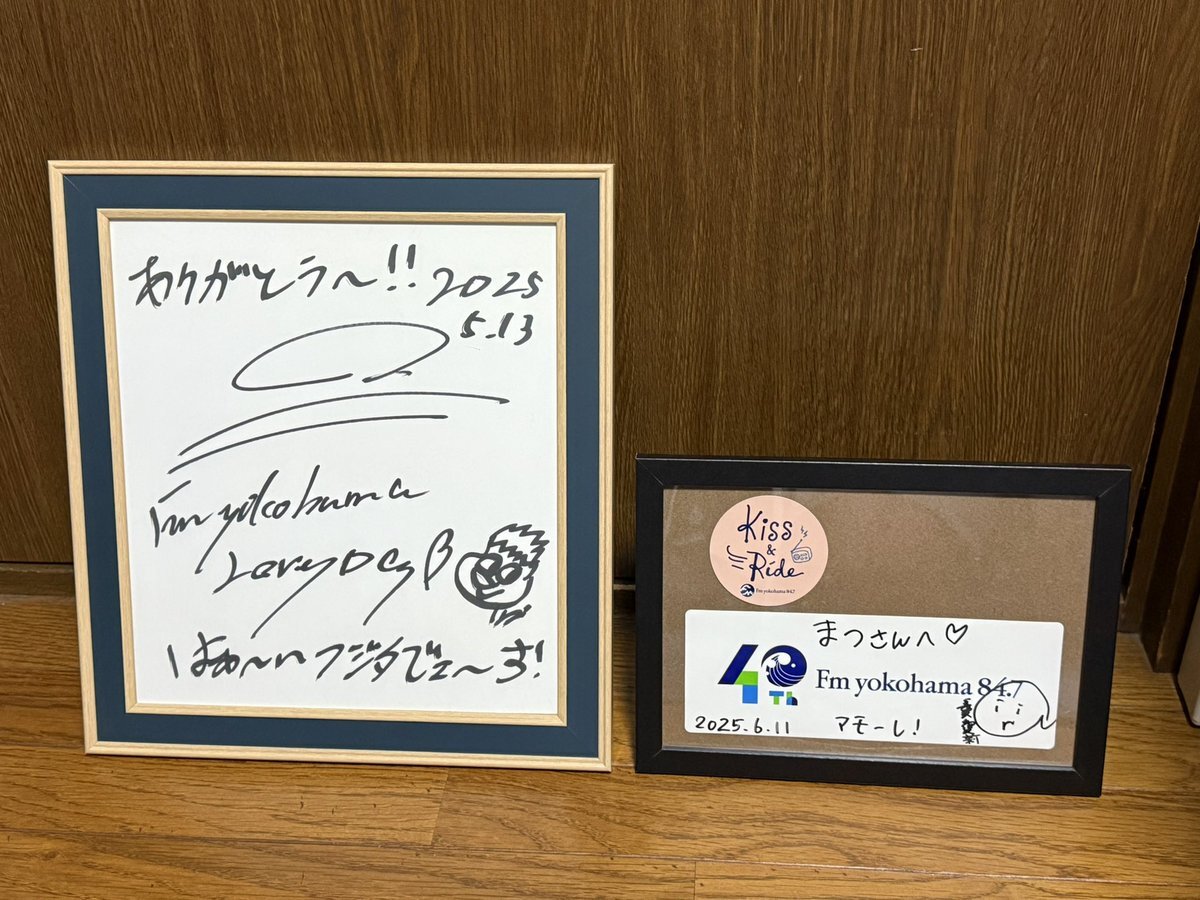 ありがとう〜!! 2025
5.13
Fm yokohama
Lovely Day β
はぁ〜い フジタでェ〜す!
Kiss
&
Ride
Fm yokohama 84.7
まつさんへ♡
40Th
Fm yokohama 84.7
2025.6.11 アモーレ!